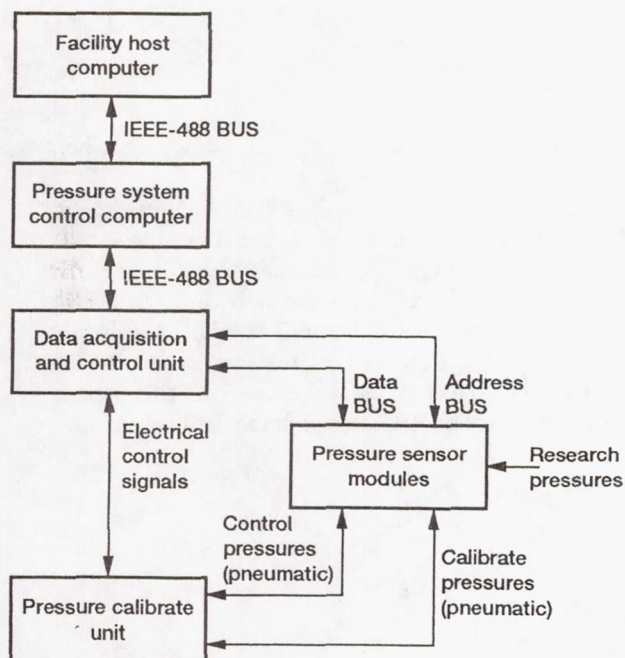 Facility host
computer
IEEE-488 BUS
Pressure system
control computer
IEEE-488 BUS
Data acquisition
and control unit
Data
BUS
Address
BUS
Electrical
control
signals
Pressure sensor
modules
Research
pressures
Control
pressures
(pneumatic)
Calibrate
pressures
(pneumatic)
Pressure calibrate
unit